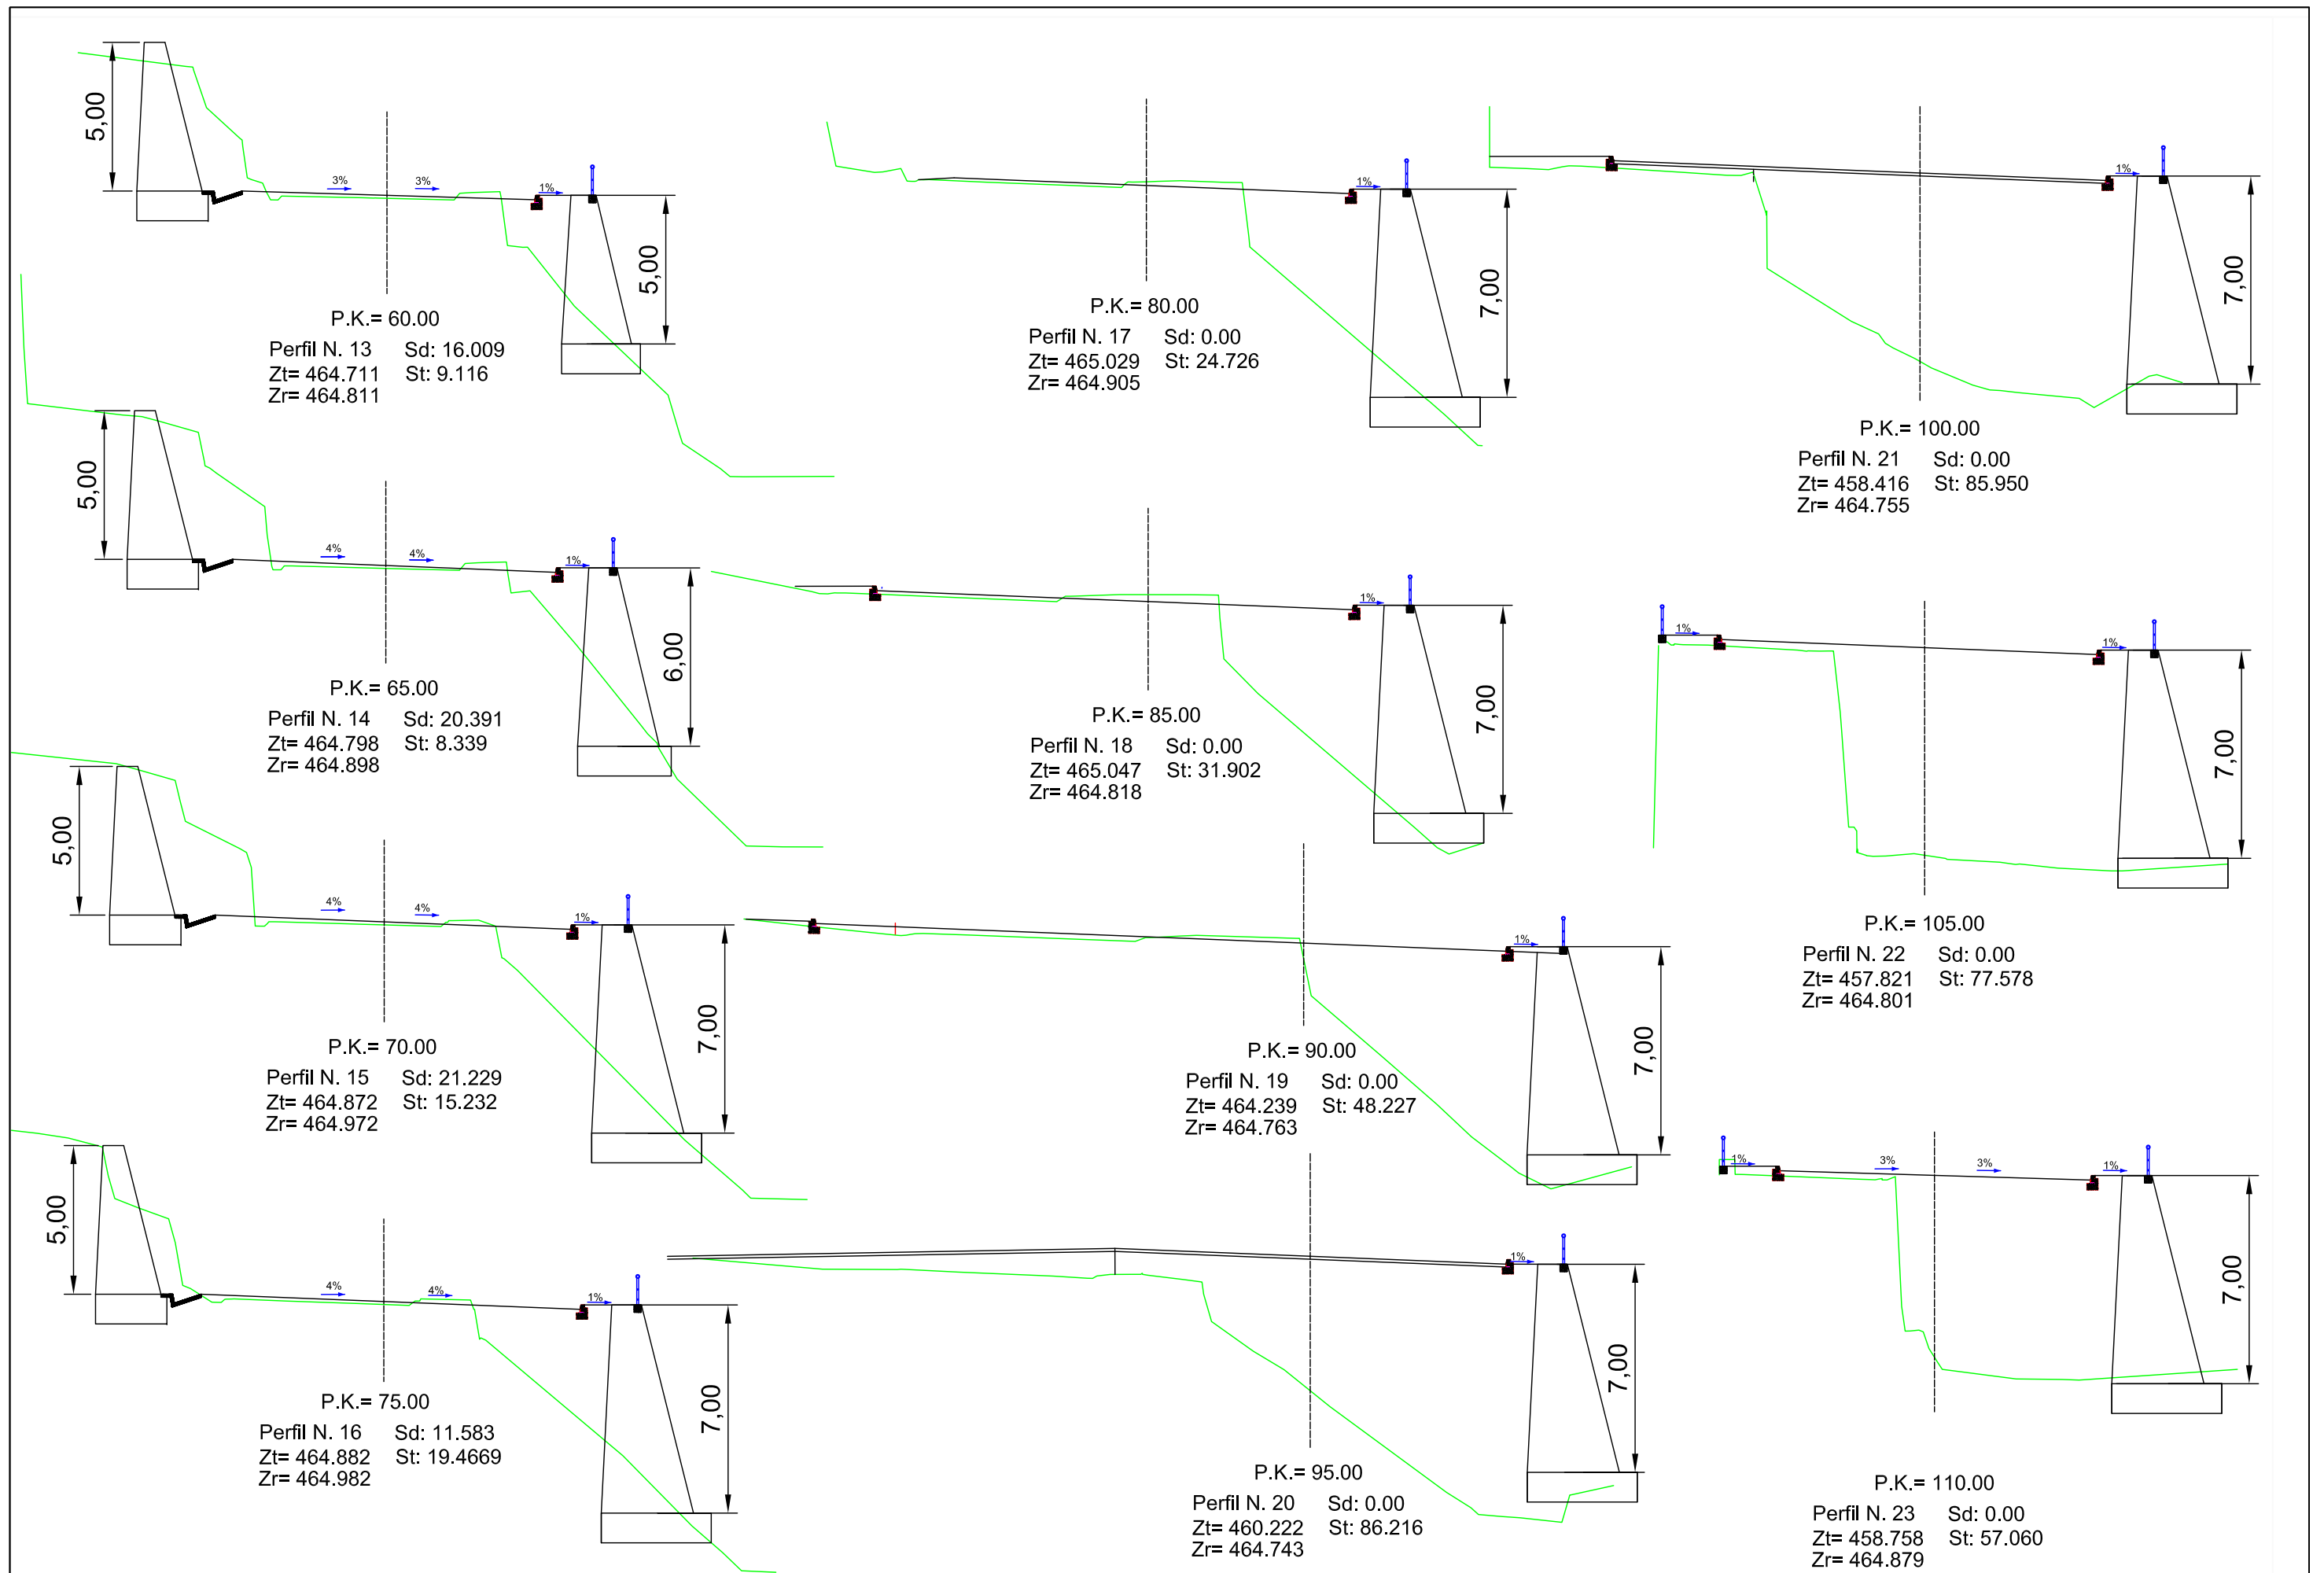 5,00
3%
3%
1%
5,00
P.K.= 60.00
Perfil N. 13 Sd: 16.009
Zt= 464.711 St: 9.116
Zr= 464.811
5,00
4%
4%
1%
6,00
P.K.= 65.00
Perfil N. 14 Sd: 20.391
Zt= 464.798 St: 8.339
Zr= 464.898
5,00
4%
4%
1%
7,00
P.K.= 70.00
Perfil N. 15 Sd: 21.229
Zt= 464.872 St: 15.232
Zr= 464.972
5,00
4%
4%
1%
7,00
P.K.= 75.00
Perfil N. 16 Sd: 11.583
Zt= 464.882 St: 19.4669
Zr= 464.982
1%
7,00
P.K.= 80.00
Perfil N. 17 Sd: 0.00
Zt= 465.029 St: 24.726
Zr= 464.905
1%
7,00
P.K.= 85.00
Perfil N. 18 Sd: 0.00
Zt= 465.047 St: 31.902
Zr= 464.818
1%
7,00
P.K.= 90.00
Perfil N. 19 Sd: 0.00
Zt= 464.239 St: 48.227
Zr= 464.763
1%
7,00
P.K.= 95.00
Perfil N. 20 Sd: 0.00
Zt= 460.222 St: 86.216
Zr= 464.743
1%
7,00
P.K.= 100.00
Perfil N. 21 Sd: 0.00
Zt= 458.416 St: 85.950
Zr= 464.755
1%
1%
7,00
P.K.= 105.00
Perfil N. 22 Sd: 0.00
Zt= 457.821 St: 77.578
Zr= 464.801
1%
3%
3%
1%
7,00
P.K.= 110.00
Perfil N. 23 Sd: 0.00
Zt= 458.758 St: 57.060
Zr= 464.879